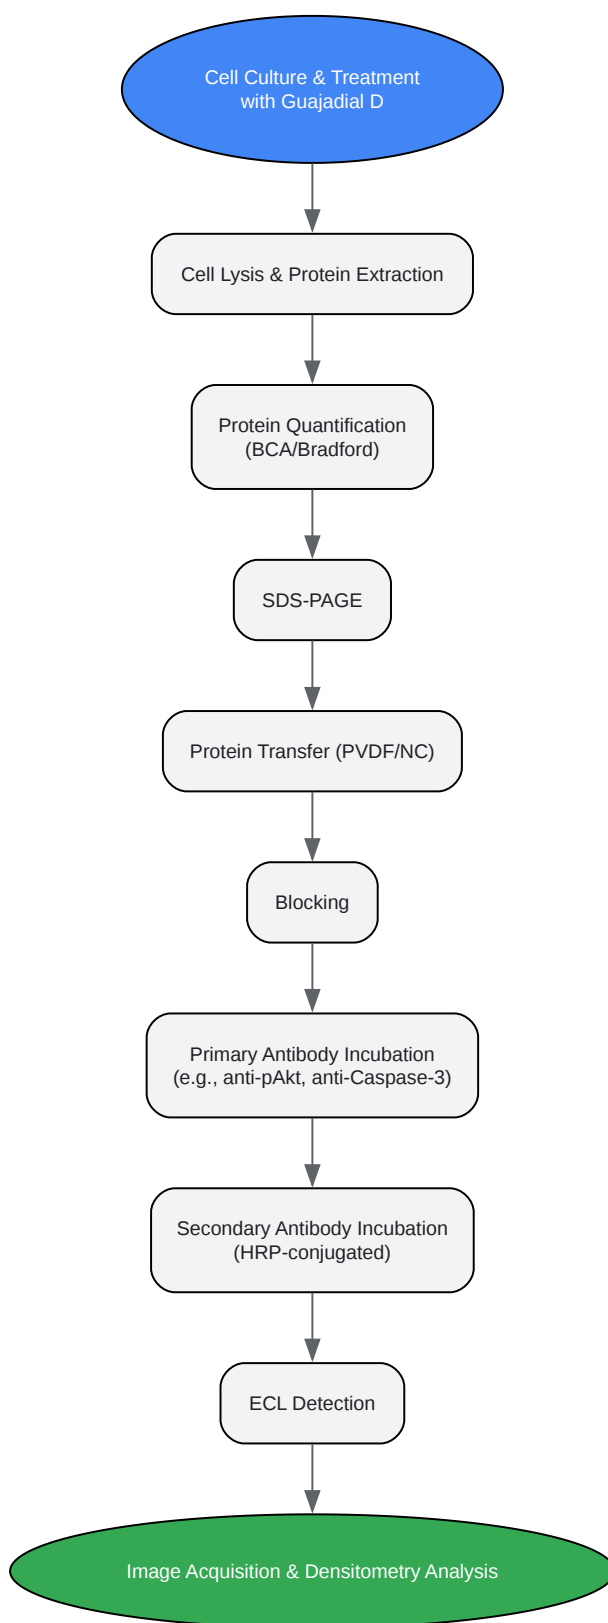 Cell Culture & Treatment
with Guajadial D
Cell Lysis & Protein Extraction
Protein Quantification
(BCA/Bradford)
SDS-PAGE
Protein Transfer (PVDF/NC)
Blocking
Primary Antibody Incubation
(e.g., anti-pAkt, anti-Caspase-3)
Secondary Antibody Incubation
(HRP-conjugated)
ECL Detection
Image Acquisition & Densitometry Analysis